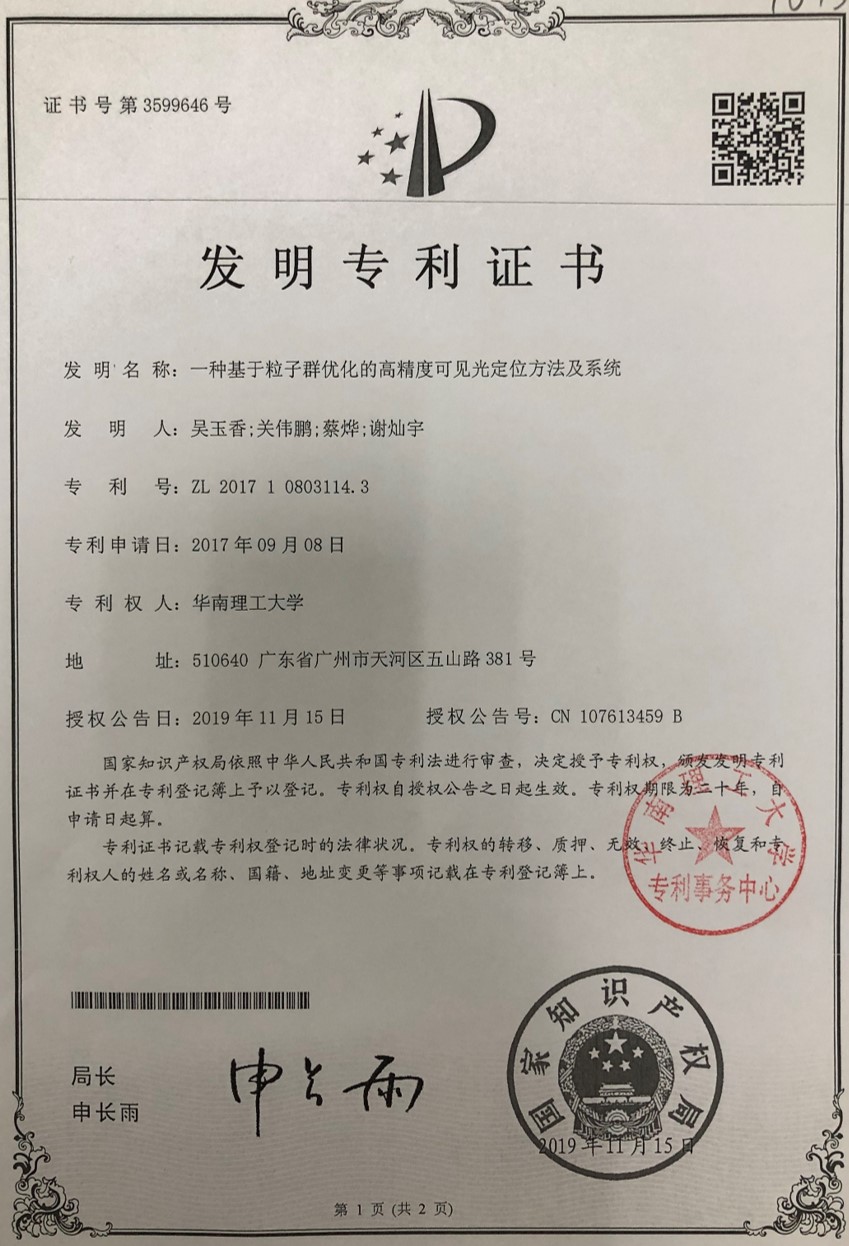 证书号第3599646号
发明专利证书
发明名称：一种基于粒子群优化的高精度可见光定位方法及系统
发明人：吴玉香;关伟鹏;蔡烨;谢灿宇
专利号：ZL 2017 1 0803114.3
专利申请日：2017年09月08日
专利权人：华南理工大学
地址：510640 广东省广州市天河区五山路381号
授权公告日：2019年11月15日 授权公告号：CN 107613459 B
国家知识产权局依照中华人民共和国专利法进行审查，决定授予专利权，颁发发明专利
证书并在专利登记簿上予以登记。专利权自授权公告之日起生效。专利权期限为二十年，自
申请日起算。
专利证书记载专利权登记时的法律状况。专利权的转移、质押、无效、终止、恢复和专
利权人的姓名或名称、国籍、地址变更等事项记载在专利登记簿上。
华南理工大学
专利事务中心
局长
申长雨
申长雨
国家知识产权局
2019年11月15日
第 1 页 (共 2 页)